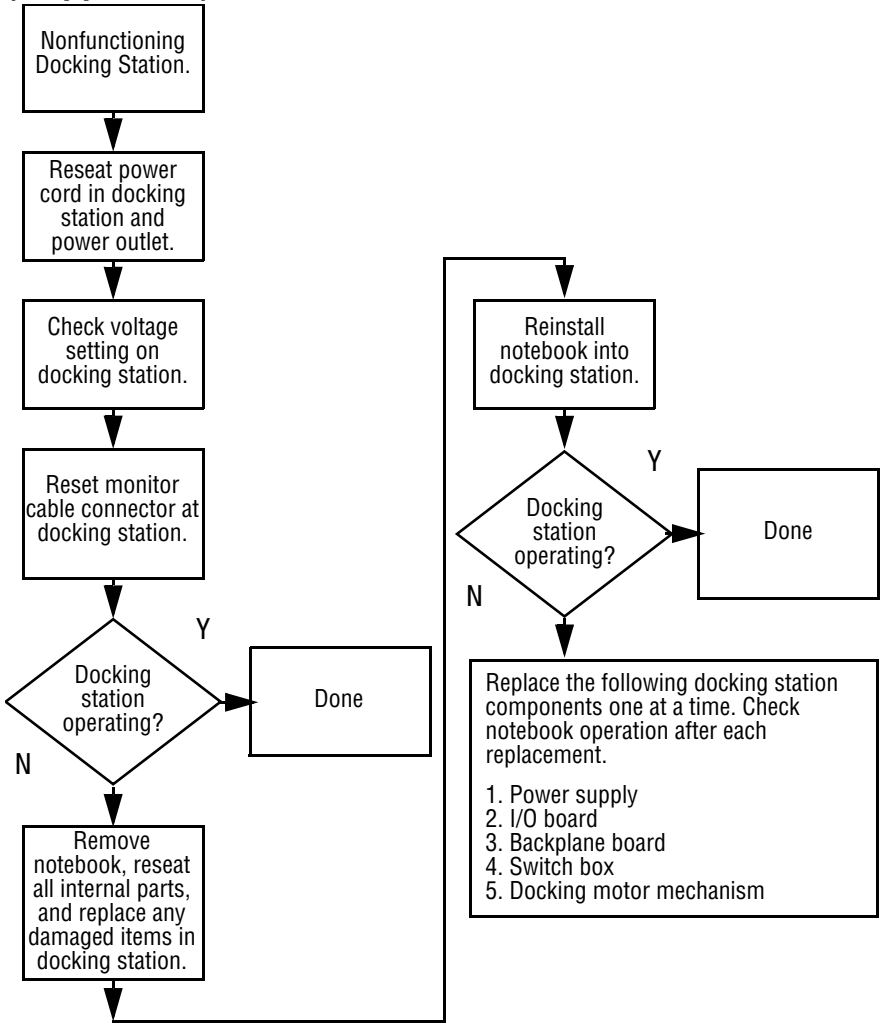 Nonfunctioning
Docking Station.
Reseat power
cord in docking
station and
power outlet.
Check voltage
setting on
docking station.
Reset monitor
cable connector at
docking station.
Y
Docking
station
operating?
Done
N
Remove
notebook, reseat
all internal parts,
and replace any
damaged items in
docking station.
Reinstall
notebook into
docking station.
Y
Docking
station
operating?
Done
N
Replace the following docking station
components one at a time. Check
notebook operation after each
replacement.
1. Power supply
2. I/O board
3. Backplane board
4. Switch box
5. Docking motor mechanism